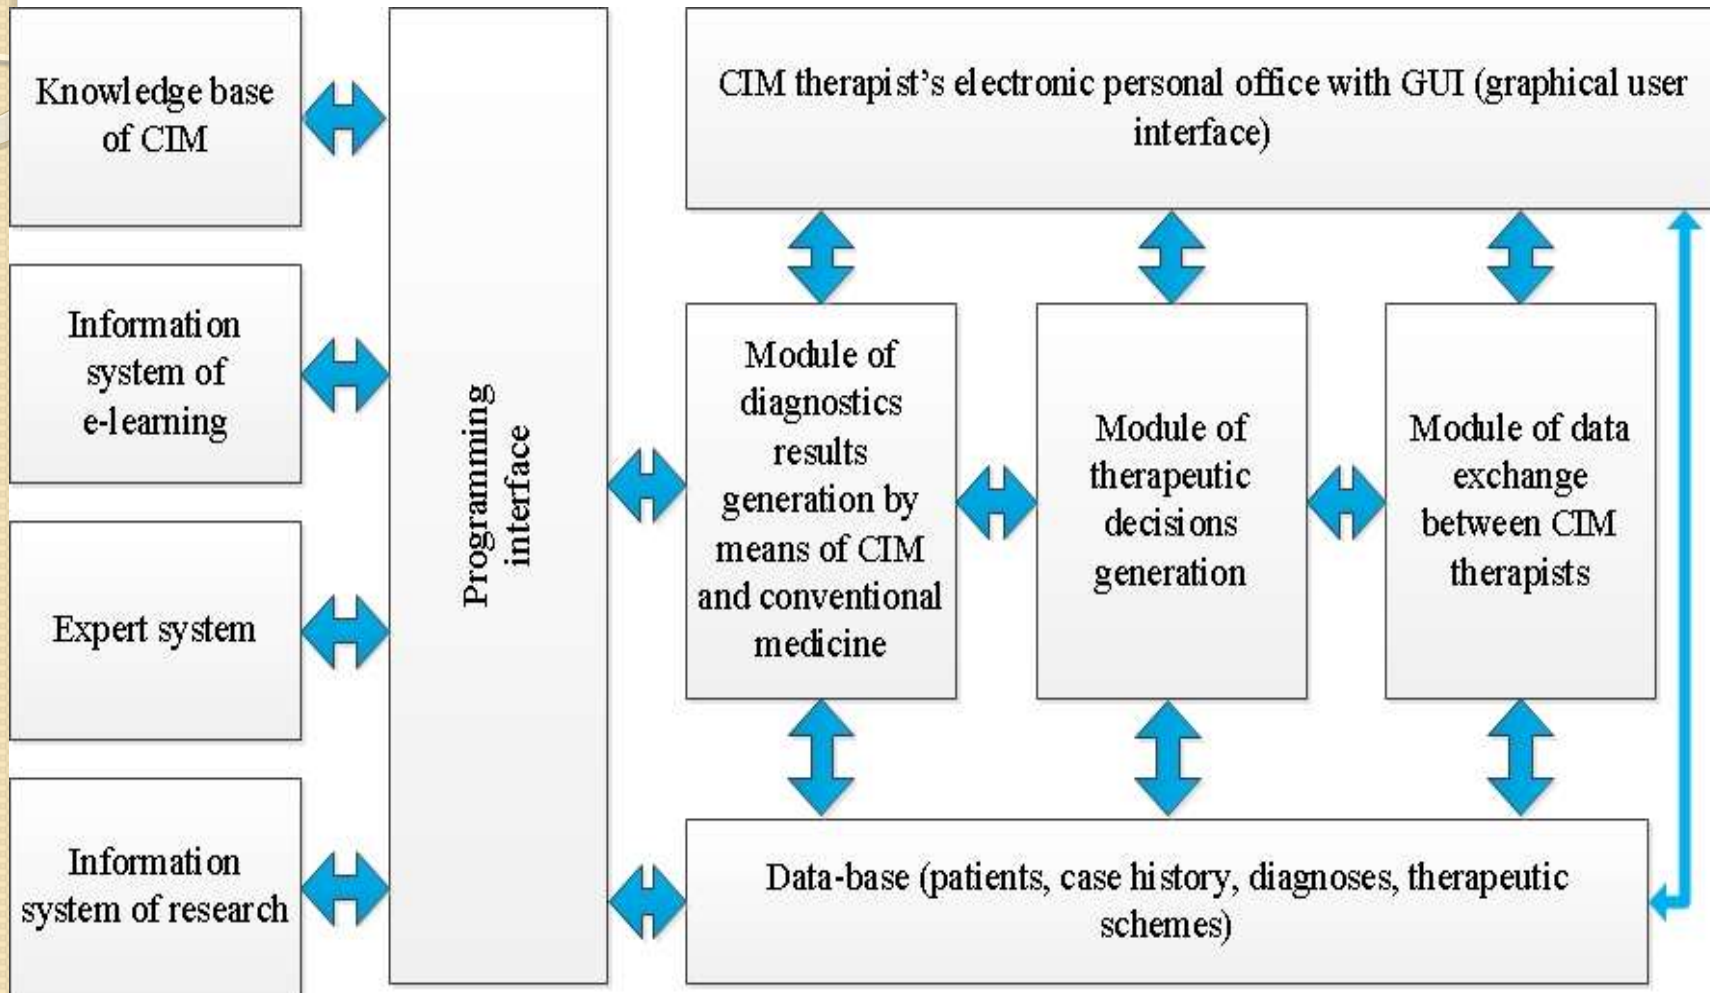 Knowledge base
of CIM
Information
system of
e-learning
Expert system
Information
system of research
Programming
interface
CIM therapist's electronic personal office with GUI (graphical user
interface)
Module of
diagnostics
results
generation by
means of CIM
and conventional
medicine
Module of
therapeutic
decisions
generation
Module of data
exchange
between CIM
therapists
Data-base (patients, case history, diagnoses, therapeutic
schemes)